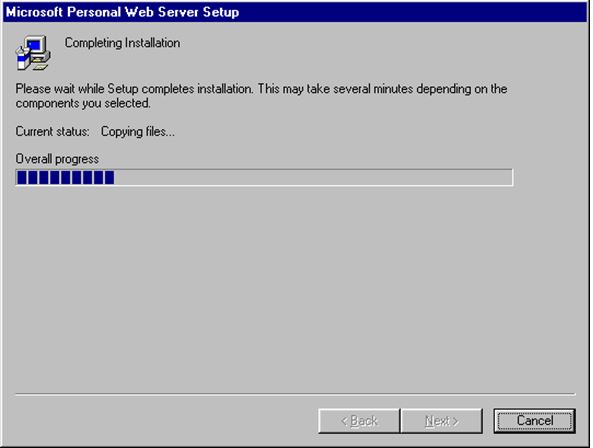 Microsoft Personal Web Server Setup
Completing Installation
Please wait while Setup completes installation. This may take several minutes depending on the
components you selected.
Current status: Copying files...
Overall progress
< Back Next > Cancel